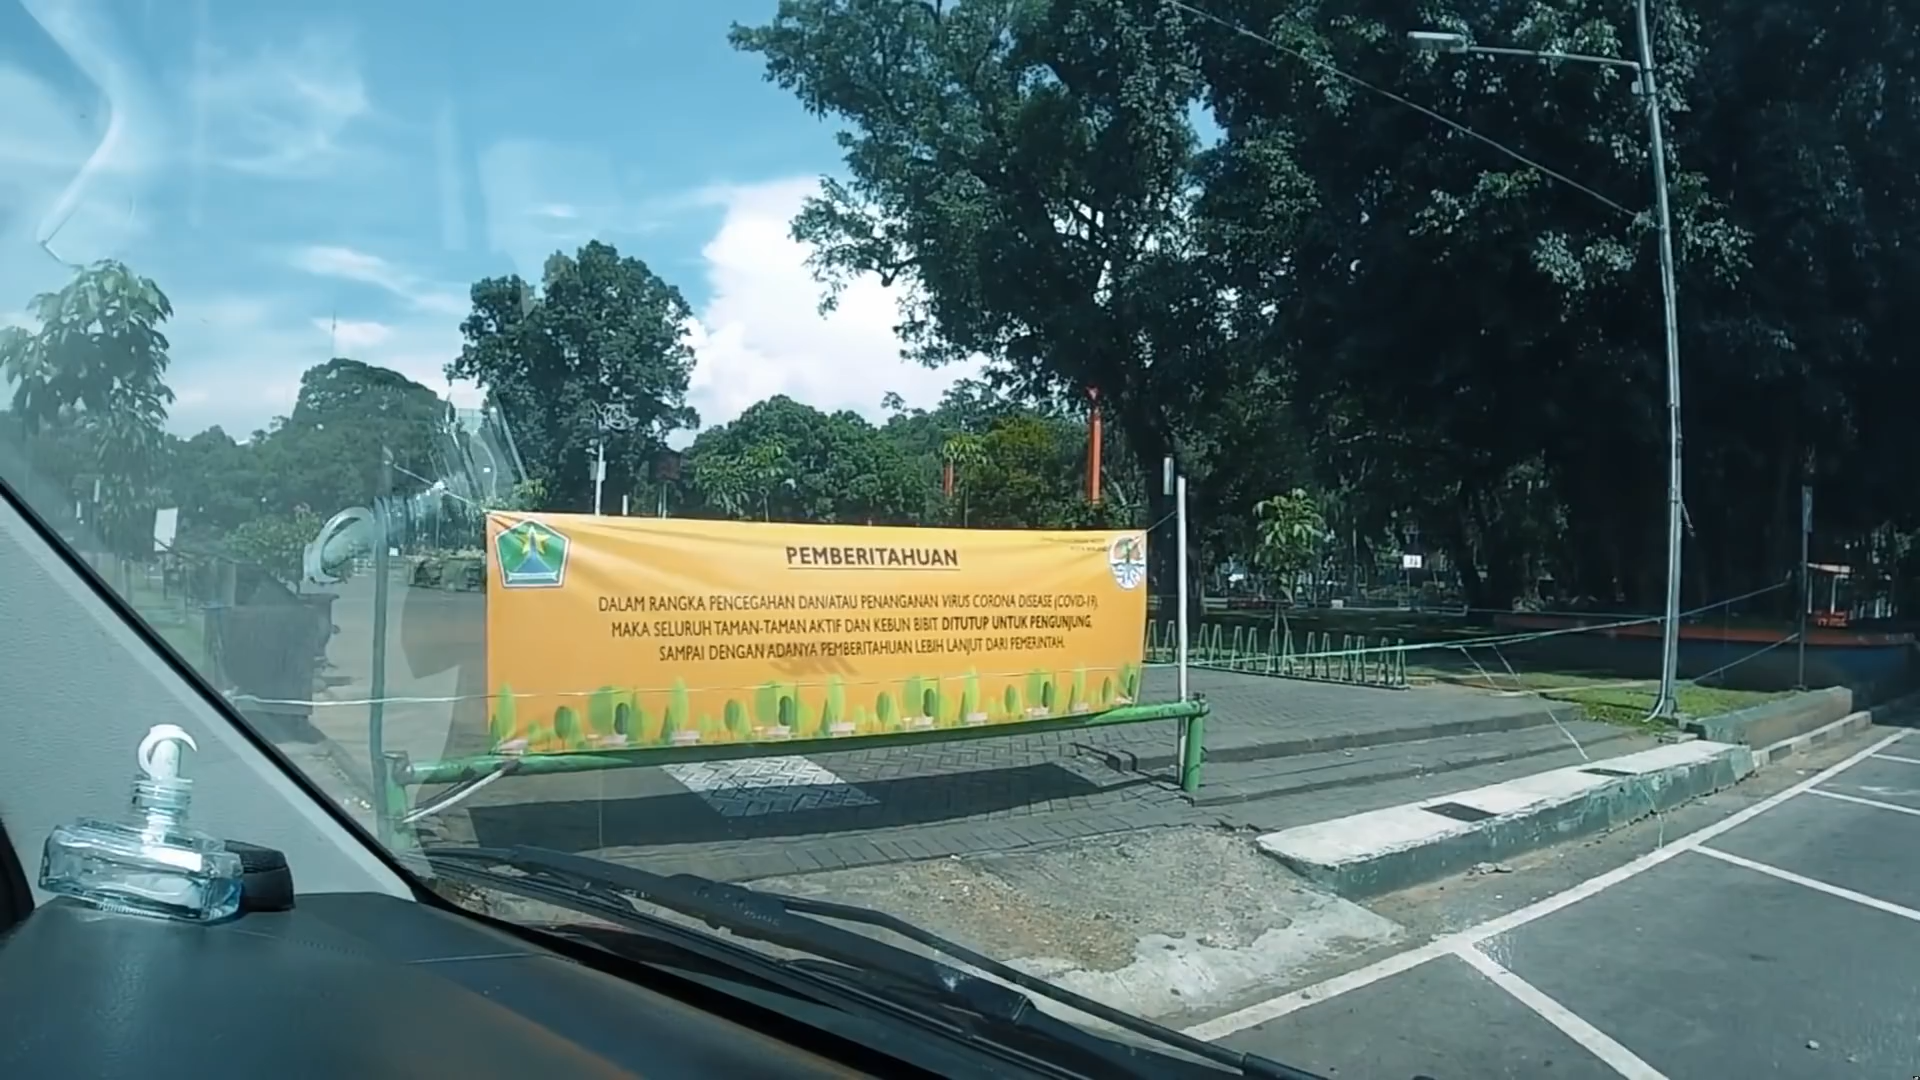 PEMBERITAHUAN
DALAM RANGKA PENCEGAHAN DAN/ATAU PENANGANAN VIRUS CORONA DISEASE (COVID-19),
MAKA SELURUH TAMAN-TAMAN AKTIF DAN KEBUN BIBIT DITUTUP UNTUK PENGUNJUNG,
SAMPAI DENGAN ADANYA PEMBERITAHUAN LEBIH LANJUT DARI PEMERINTAH.